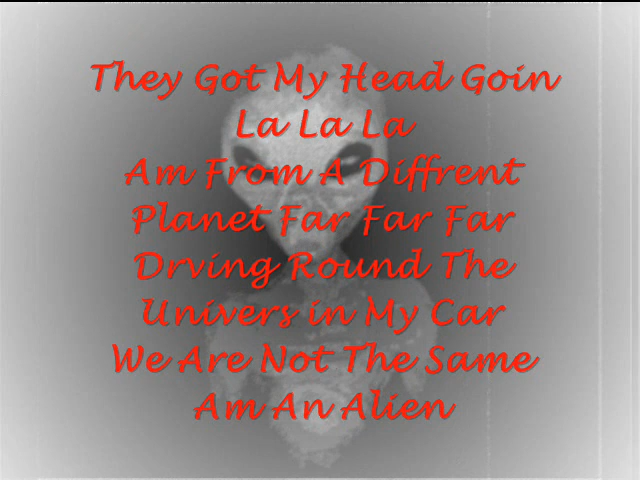 They Got My Head Goin
La La La
Am From A Diffrent
Planet Far Far Far
Drving Round The
Univers in My Car
We Are Not The Same
Am An Alien